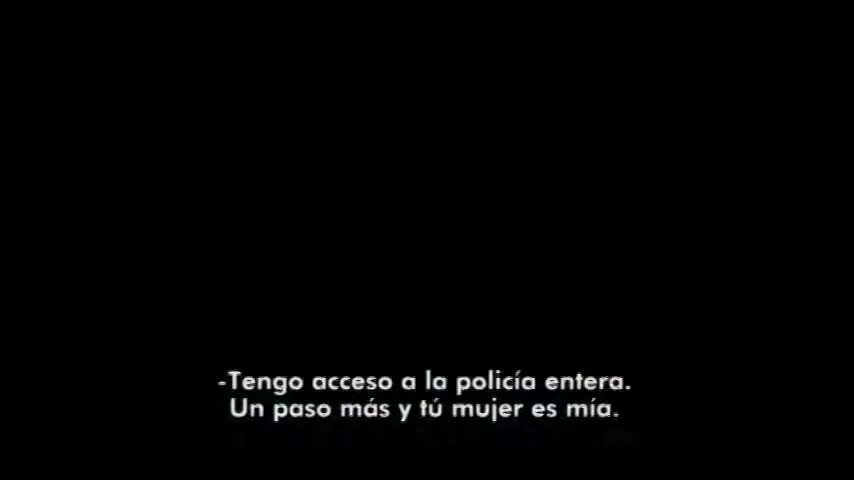 -Tengo acceso a la policía entera.
Un paso más y tú mujer es mía.